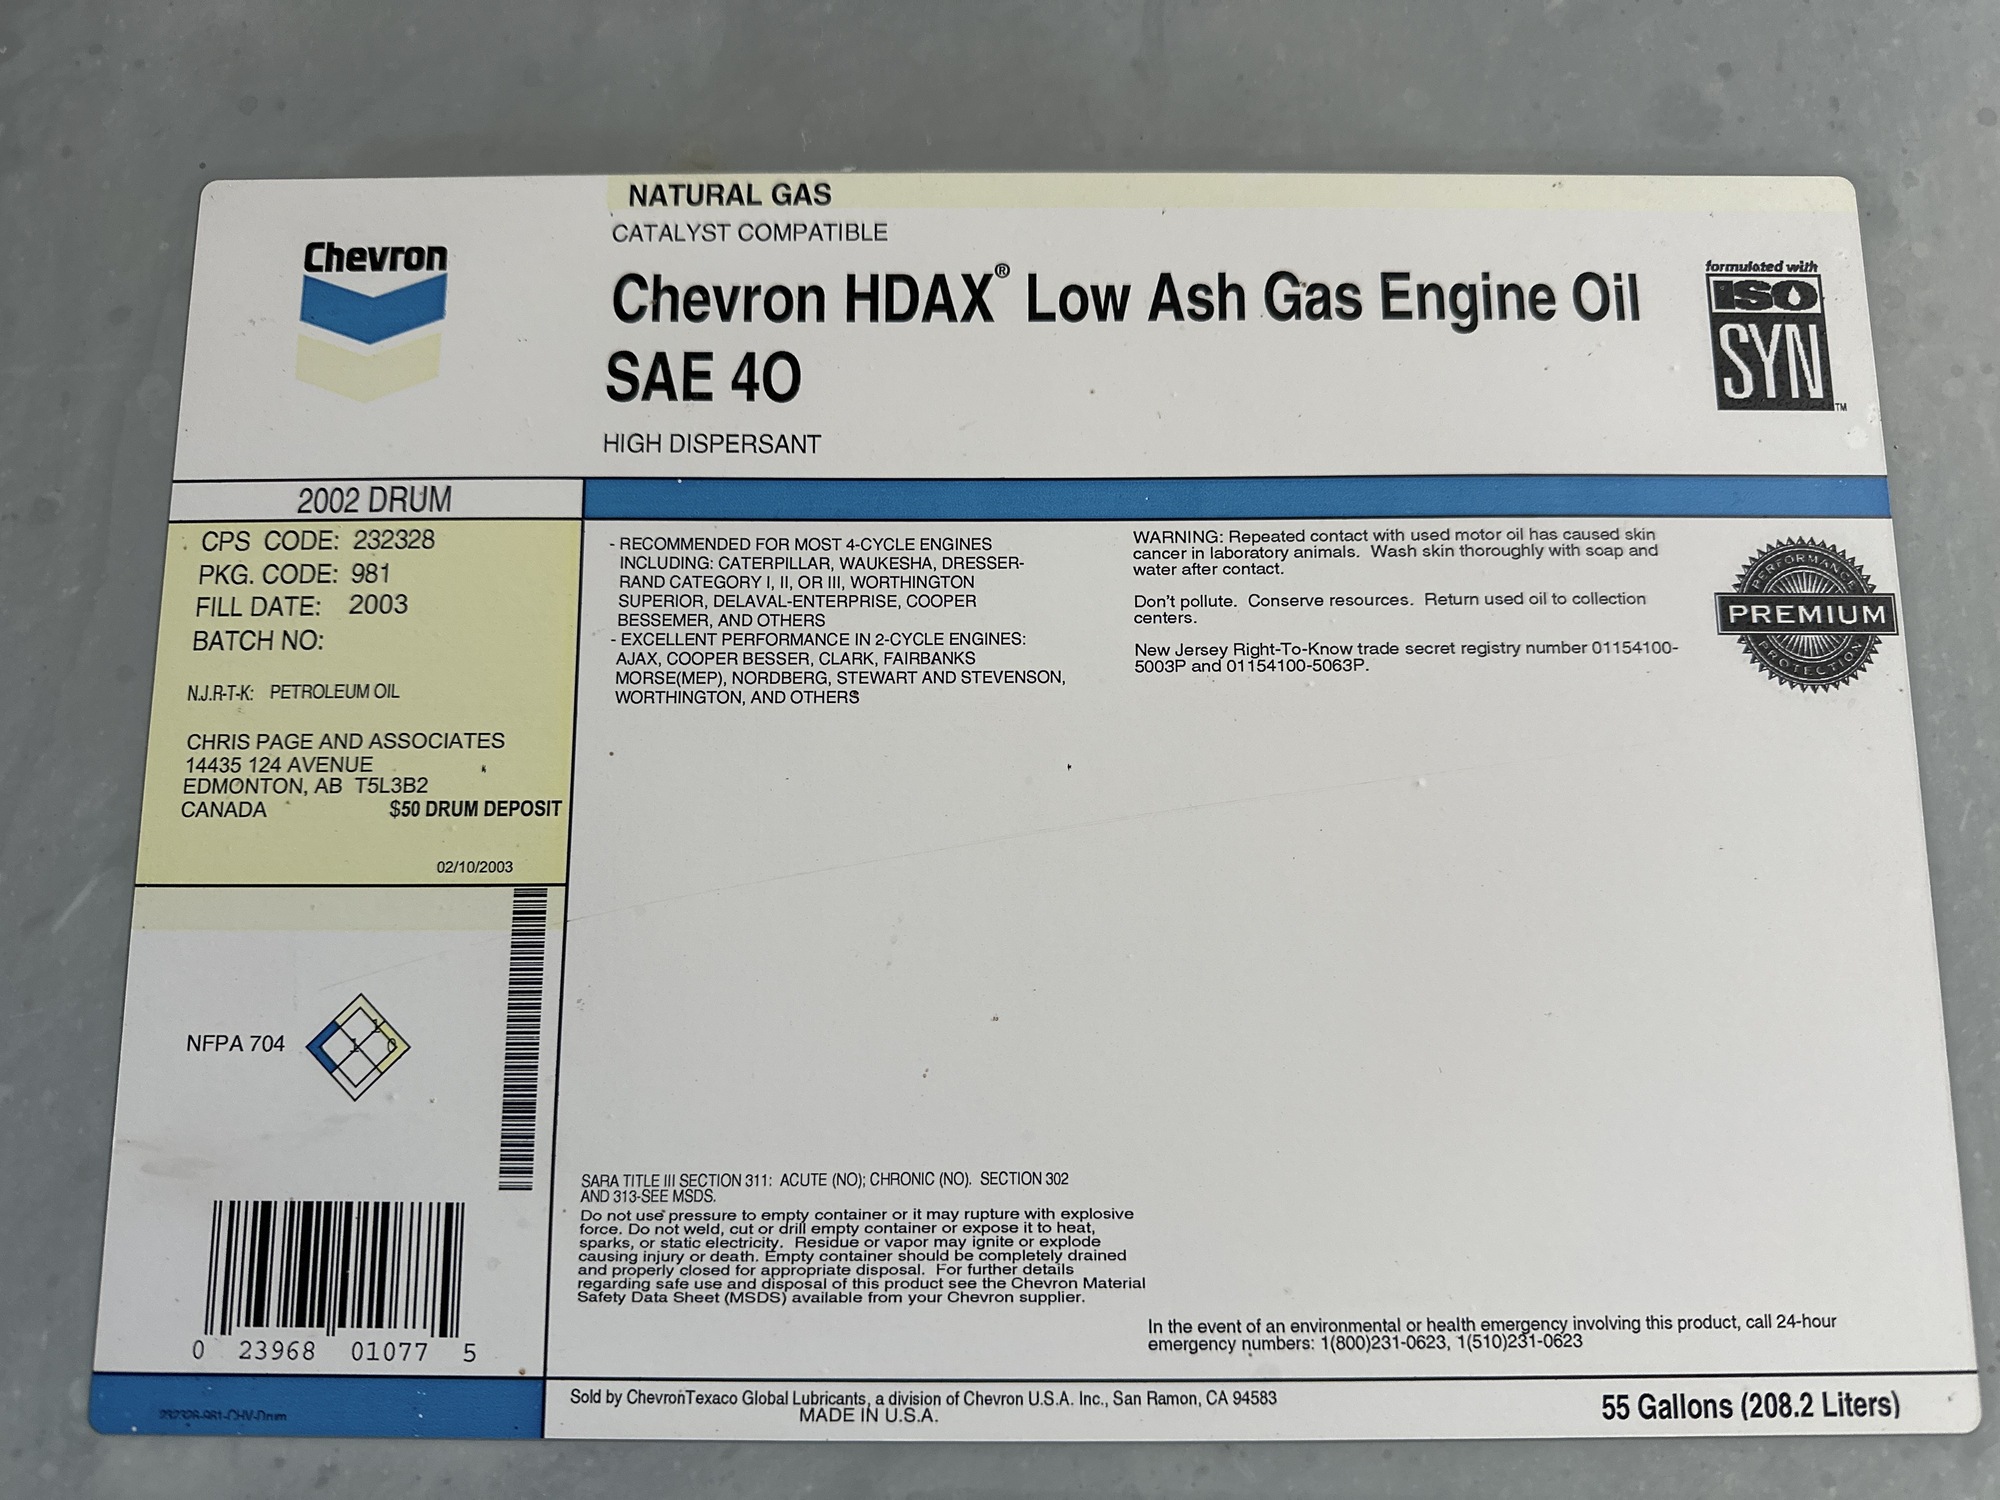 NATURAL GAS
CATALYST COMPATIBLE
Chevron
Chevron HDAX® Low Ash Gas Engine Oil
SAE 40
HIGH DISPERSANT
formulated with
ISO
SYN
TM
2002 DRUM
CPS CODE: 232328
PKG. CODE: 981
FILL DATE: 2003
BATCH NO:
N.J.R-T-K: PETROLEUM OIL
CHRIS PAGE AND ASSOCIATES
14435 124 AVENUE
EDMONTON, AB T5L3B2
CANADA $50 DRUM DEPOSIT
02/10/2003
- RECOMMENDED FOR MOST 4-CYCLE ENGINES
INCLUDING: CATERPILLAR, WAUKESHA, DRESSER-
RAND CATEGORY I, II, OR III, WORTHINGTON
SUPERIOR, DELAVAL-ENTERPRISE, COOPER
BESSEMER, AND OTHERS
- EXCELLENT PERFORMANCE IN 2-CYCLE ENGINES:
AJAX, COOPER BESSER, CLARK, FAIRBANKS
MORSE(MEP), NORDBERG, STEWART AND STEVENSON,
WORTHINGTON, AND OTHERS
WARNING: Repeated contact with used motor oil has caused skin
cancer in laboratory animals. Wash skin thoroughly with soap and
water after contact.
Don't pollute. Conserve resources. Return used oil to collection
centers.
New Jersey Right-To-Know trade secret registry number 01154100-
5003P and 01154100-5063P.
PERFORMANCE
PREMIUM
PROTECTION
NFPA 704
1
1 0
0 23968 01077 5
SARA TITLE III SECTION 311: ACUTE (NO); CHRONIC (NO). SECTION 302
AND 313-SEE MSDS.
Do not use pressure to empty container or it may rupture with explosive
force. Do not weld, cut or drill empty container or expose it to heat,
sparks, or static electricity. Residue or vapor may ignite or explode
causing injury or death. Empty container should be completely drained
and properly closed for appropriate disposal. For further details
regarding safe use and disposal of this product see the Chevron Material
Safety Data Sheet (MSDS) available from your Chevron supplier.
In the event of an environmental or health emergency involving this product, call 24-hour
emergency numbers: 1(800)231-0623, 1(510)231-0623
232328-981-CHV-Drum
Sold by ChevronTexaco Global Lubricants, a division of Chevron U.S.A. Inc., San Ramon, CA 94583
MADE IN U.S.A.
55 Gallons (208.2 Liters)